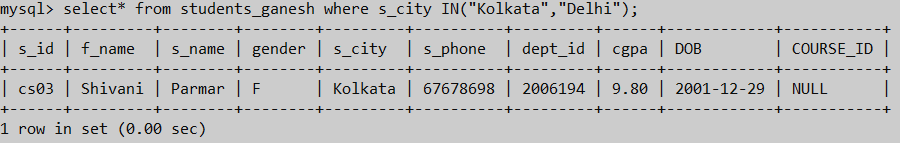 mysql> select* from students_ganesh where s_city IN("Kolkata","Delhi");
+------+---------+--------+--------+---------+----------+---------+------+------------+-----------+
| s_id | f_name  | s_name | gender | s_city  | s_phone  | dept_id | cgpa | DOB        | COURSE_ID |
+------+---------+--------+--------+---------+----------+---------+------+------------+-----------+
| cs03 | Shivani | Parmar | F      | Kolkata | 67678698 | 2006194 | 9.80 | 2001-12-29 | NULL      |
+------+---------+--------+--------+---------+----------+---------+------+------------+-----------+
1 row in set (0.00 sec)